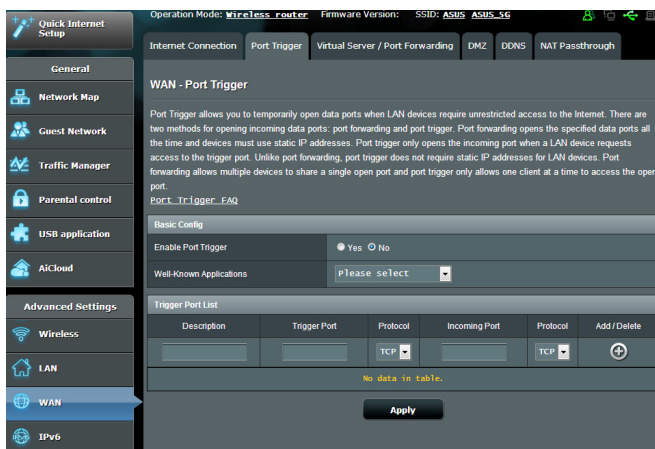 Quick Internet
Setup
General
Network Map
Guest Network
Traffic Manager
Parental control
USB application
AiCloud
Advanced Settings
Wireless
LAN
WAN
IPv6
Operation Mode: Wireless router Firmware Version: SSID: ASUS ASUS_5G
Internet Connection Port Trigger Virtual Server / Port Forwarding DMZ DDNS NAT Passthrough
WAN - Port Trigger
Port Trigger allows you to temporarily open data ports when LAN devices require unrestricted access to the Internet. There are
two methods for opening incoming data ports: port forwarding and port trigger. Port forwarding opens the specified data ports all
the time and devices must use static IP addresses. Port trigger only opens the incoming port when a LAN device requests
access to the trigger port. Unlike port forwarding, port trigger does not require static IP addresses for LAN devices. Port
forwarding allows multiple devices to share a single open port and port trigger only allows one client at a time to access the open
port.
Port Trigger FAQ
Basic Config
Enable Port Trigger Yes No
Well-Known Applications Please select
Trigger Port List
Description Trigger Port Protocol Incoming Port Protocol Add / Delete
TCP TCP
No data in table.
Apply